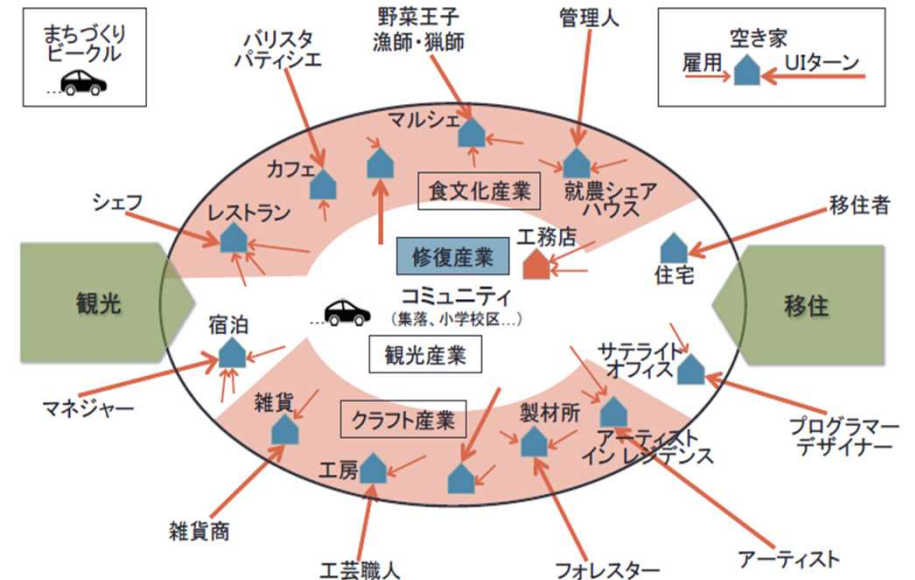 まちづくり
ビークル
バリスタ
パティシエ
野菜王子
漁師・猟師
管理人
空き家
雇用
UIターン
マルシェ
カフェ
食文化産業
就農シェア
ハウス
シェフ
レストラン
移住者
工務店
修復産業
住宅
コミュニティ
(集落、小学校区…)
観光
移住
宿泊
観光産業
サテライト
オフィス
マネジャー
雑貨
クラフト産業
製材所
アーティスト
イン レジデンス
プログラマー
デザイナー
工房
雑貨商
工芸職人
フォレスター
アーティスト